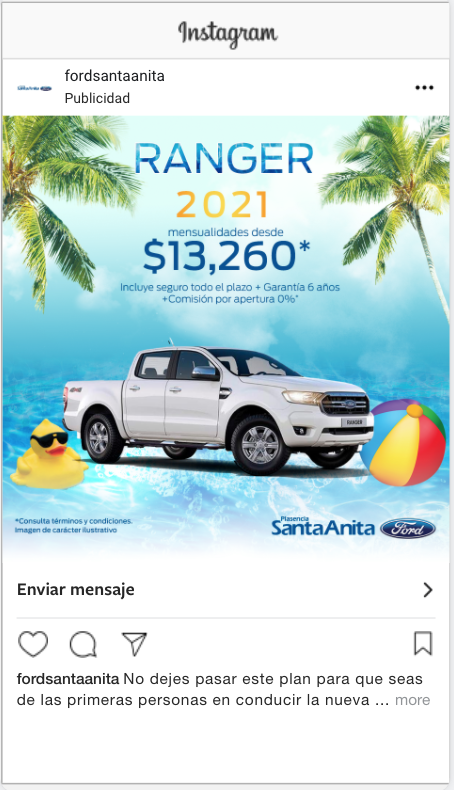 Instagram
fordsantaanita
Publicidad
RANGER
2021
mensualidades desde
$13,260*
Incluye seguro todo el plazo + Garantía 6 años
+Comisión por apertura 0%*
4x4
RANGER
*Consulta términos y condiciones.
Imagen de carácter ilustrativo
Plasencia
SantaAnita Ford
Enviar mensaje
fordsantaanita No dejes pasar este plan para que seas
de las primeras personas en conducir la nueva ... more